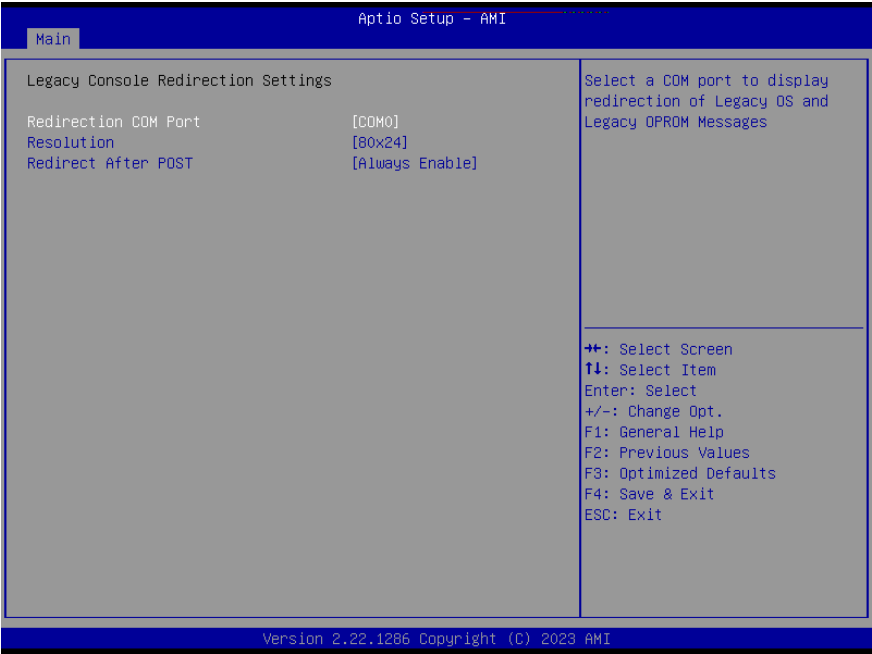 Aptio Setup - AMI
Main
Legacy Console Redirection Settings
Redirection COM Port [COM0]
Resolution [80x24]
Redirect After POST [Always Enable]
Select a COM port to display
redirection of Legacy OS and
Legacy OPROM Messages
→←: Select Screen
↑↓: Select Item
Enter: Select
+/-: Change Opt.
F1: General Help
F2: Previous Values
F3: Optimized Defaults
F4: Save & Exit
ESC: Exit
Version 2.22.1286 Copyright (C) 2023 AMI